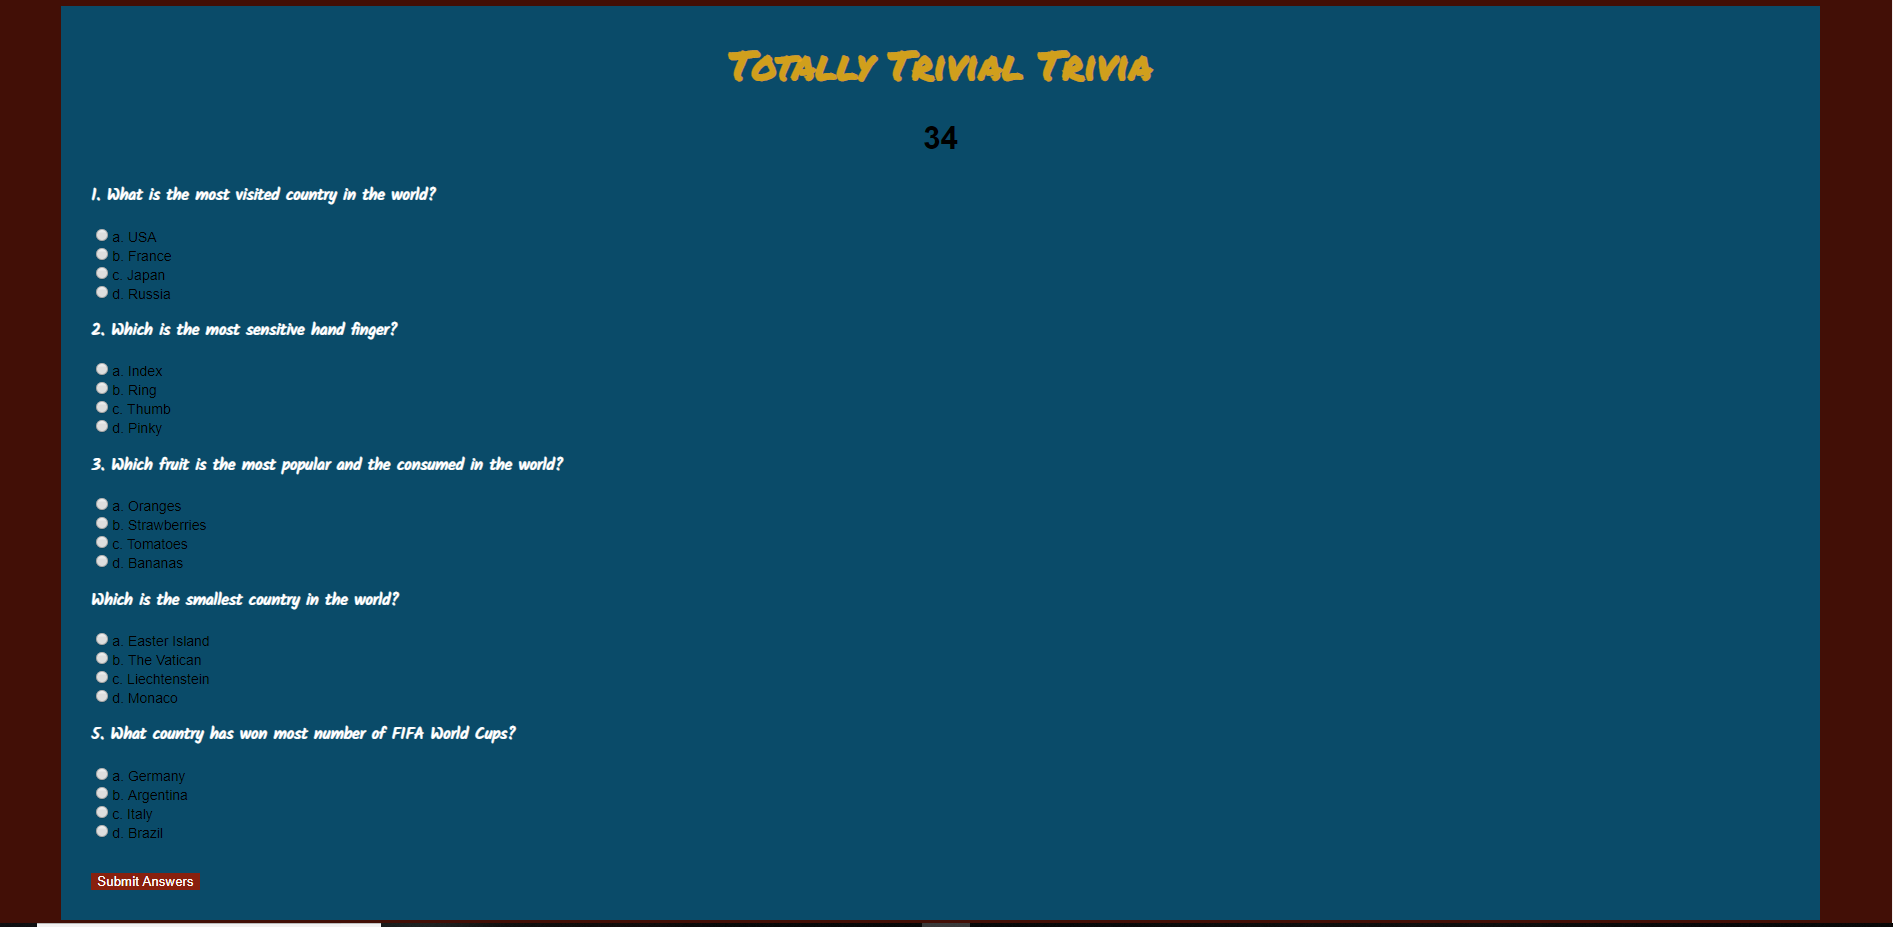 Totally Trivial Trivia
34
1. What is the most visited country in the world?
a. USA
b. France
c. Japan
d. Russia
2. Which is the most sensitive hand finger?
a. Index
b. Ring
c. Thumb
d. Pinky
3. Which fruit is the most popular and the consumed in the world?
a. Oranges
b. Strawberries
c. Tomatoes
d. Bananas
Which is the smallest country in the world?
a. Easter Island
b. The Vatican
c. Liechtenstein
d. Monaco
5. What country has won most number of FIFA World Cups?
a. Germany
b. Argentina
c. Italy
d. Brazil
Submit Answers